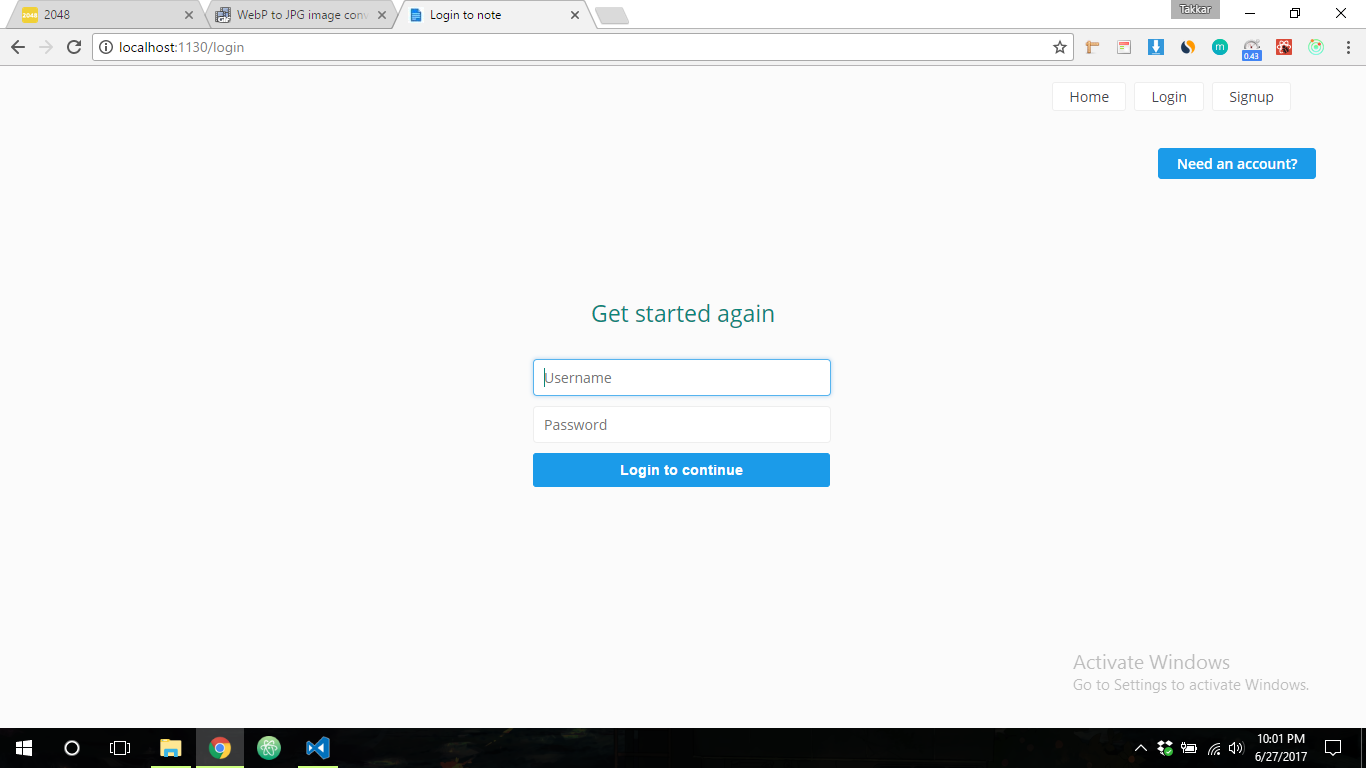 2048
2048
WebP to JPG image conv
Login to note
Takkar
localhost:1130/login
m
0.43
Home
Login
Signup
Need an account?
Get started again
Username
Password
Login to continue
Activate Windows
Go to Settings to activate Windows.
10:01 PM
6/27/2017